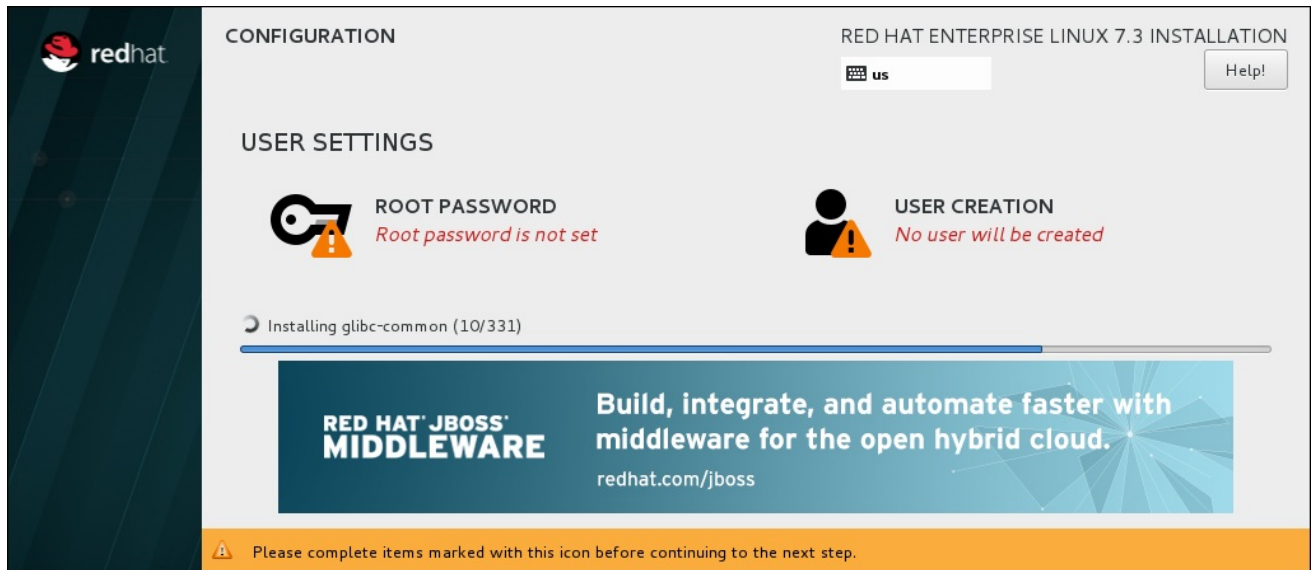 redhat
CONFIGURATION
RED HAT ENTERPRISE LINUX 7.3 INSTALLATION
us
Help!
USER SETTINGS
ROOT PASSWORD
Root password is not set
USER CREATION
No user will be created
Installing glibc-common (10/331)
RED HAT® JBOSS®
MIDDLEWARE
Build, integrate, and automate faster with
middleware for the open hybrid cloud.
redhat.com/jboss
Please complete items marked with this icon before continuing to the next step.